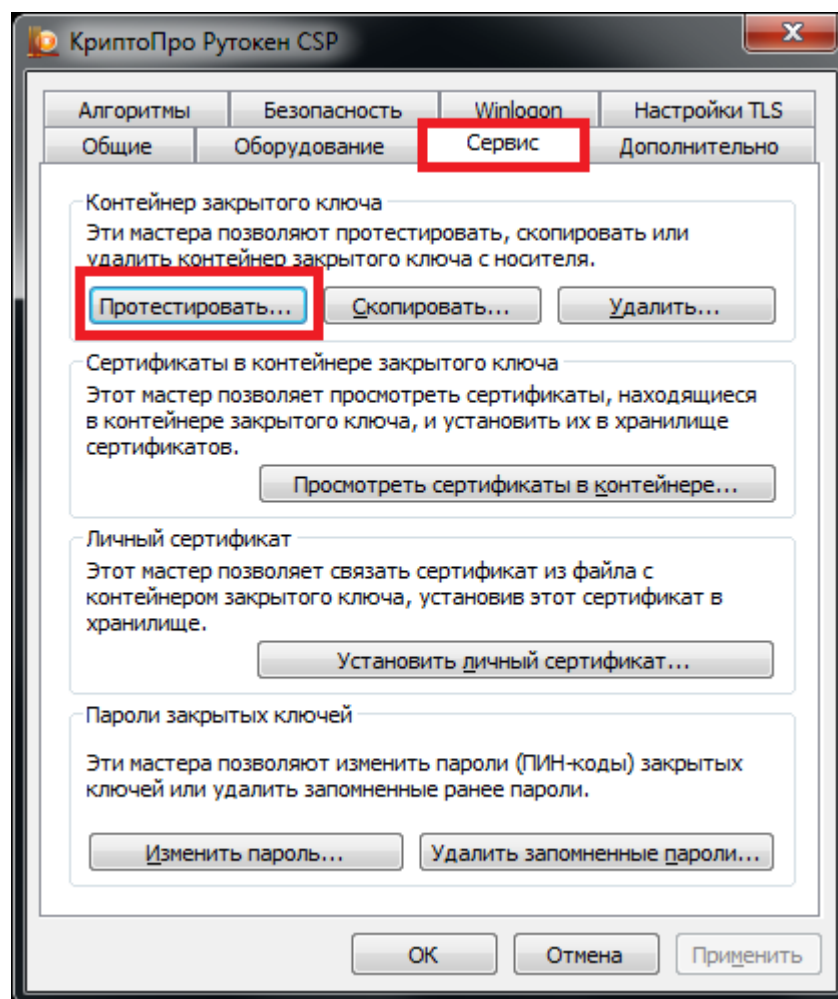 КриптоПро Рутокен CSP
Алгоритмы Безопасность Winlogon Настройки TLS
Общие Оборудование Сервис Дополнительно
Контейнер закрытого ключа
Эти мастера позволяют протестировать, скопировать или
удалить контейнер закрытого ключа с носителя.
Протестировать... Скопировать... Удалить...
Сертификаты в контейнере закрытого ключа
Этот мастер позволяет просмотреть сертификаты, находящиеся
в контейнере закрытого ключа, и установить их в хранилище
сертификатов.
Просмотреть сертификаты в контейнере...
Личный сертификат
Этот мастер позволяет связать сертификат из файла с
контейнером закрытого ключа, установив этот сертификат в
хранилище.
Установить личный сертификат...
Пароли закрытых ключей
Эти мастера позволяют изменить пароли (ПИН-коды) закрытых
ключей или удалить запомненные ранее пароли.
Изменить пароль... Удалить запомненные пароли...
ОК Отмена Применить